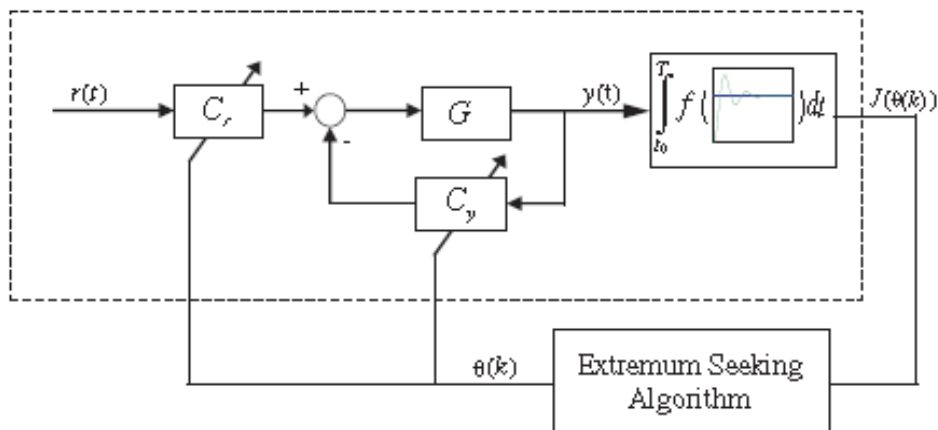 r(t)
C_r
+
-
G
y(t)
C_y
∫_{t_0}^{T} f( )dt
J(θ(k))
θ(k)
Extremum Seeking
Algorithm